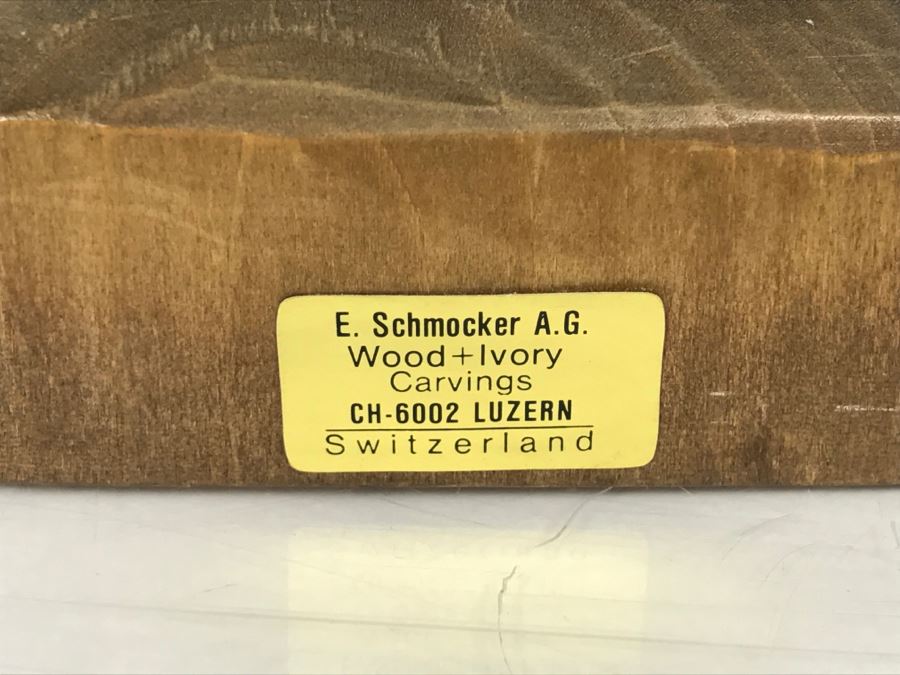 E. Schmocker A.G.
Wood+Ivory
Carvings
CH-6002 LUZERN
Switzerland